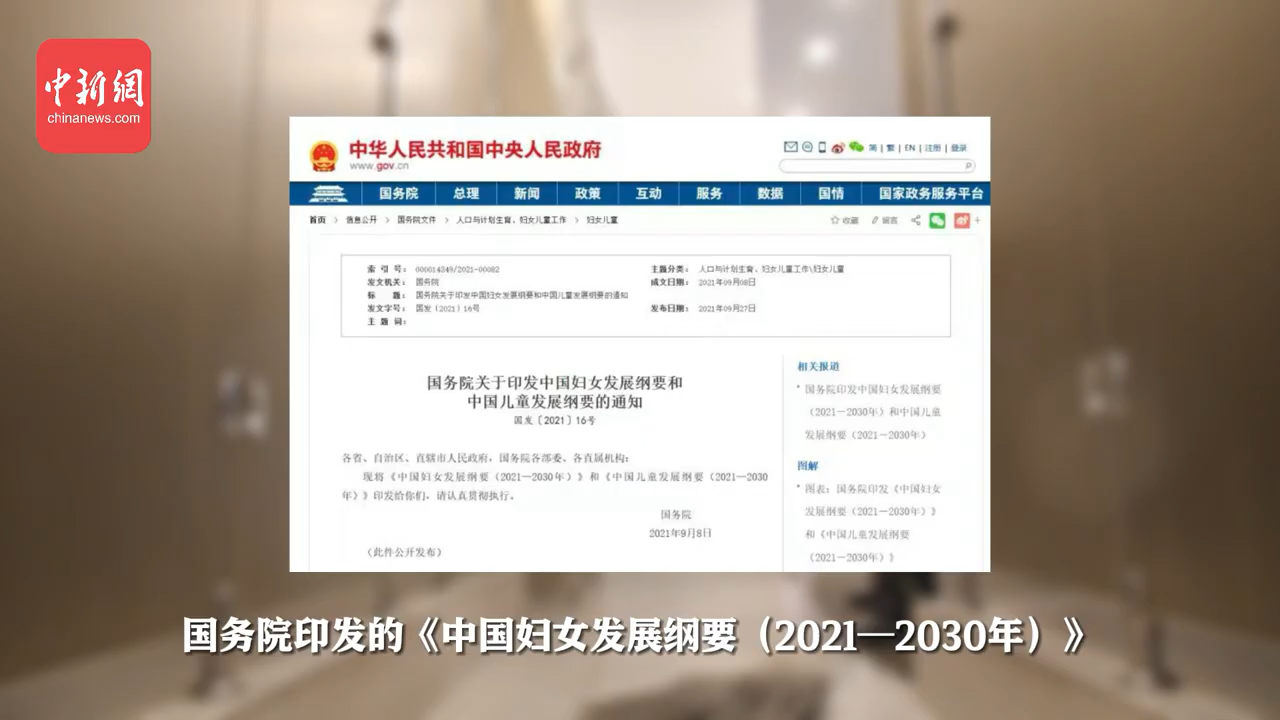 中新網
chinanews.com
中华人民共和国中央人民政府
www.gov.cn
简 | 繁 | EN | 注册 | 登录
国务院 总理 新闻 政策 互动 服务 数据 国情 国家政务服务平台
首页 > 信息公开 > 国务院文件 > 人口与计划生育、妇女儿童工作 > 妇女儿童
收藏 留言
索 引 号: 000014349/2021-00082
主题分类: 人口与计划生育、妇女儿童工作\妇女儿童
发文机关: 国务院
成文日期: 2021年09月08日
标 题: 国务院关于印发中国妇女发展纲要和中国儿童发展纲要的通知
发文字号: 国发〔2021〕16号
发布日期: 2021年09月27日
主 题 词:
国务院关于印发中国妇女发展纲要和
中国儿童发展纲要的通知
国发〔2021〕16号
各省、自治区、直辖市人民政府,国务院各部委、各直属机构:
现将《中国妇女发展纲要(2021—2030年)》和《中国儿童发展纲要(2021—2030
年)》印发给你们,请认真贯彻执行。
国务院
2021年9月8日
(此件公开发布)
相关报道
国务院印发中国妇女发展纲要
(2021-2030年)和中国儿童
发展纲要(2021-2030年)
图解
图表:国务院印发《中国妇女
发展纲要(2021—2030年)》
和《中国儿童发展纲要
(2021—2030年)》
国务院印发的《中国妇女发展纲要(2021—2030年)》